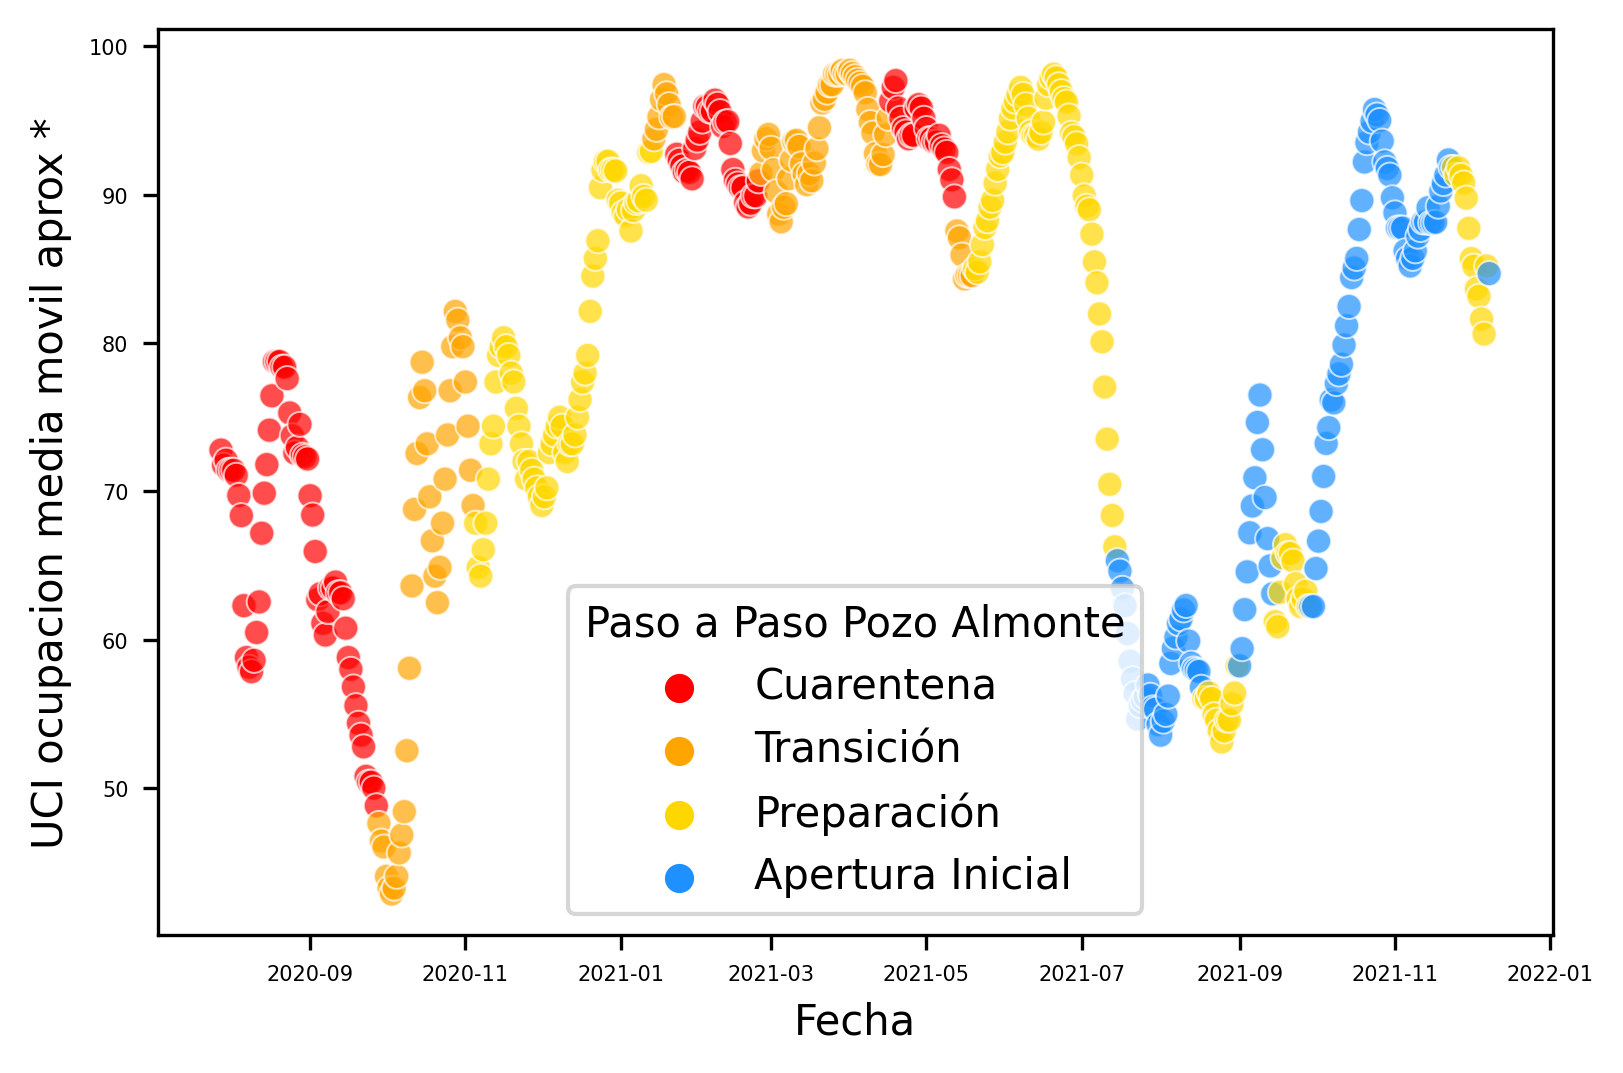 UCI ocupacion media movil aprox *
100
90
80
70
60
50
Paso a Paso Pozo Almonte
Cuarentena
Transición
Preparación
Apertura Inicial
2020-09 2020-11 2021-01 2021-03 2021-05 2021-07 2021-09 2021-11 2022-01
Fecha